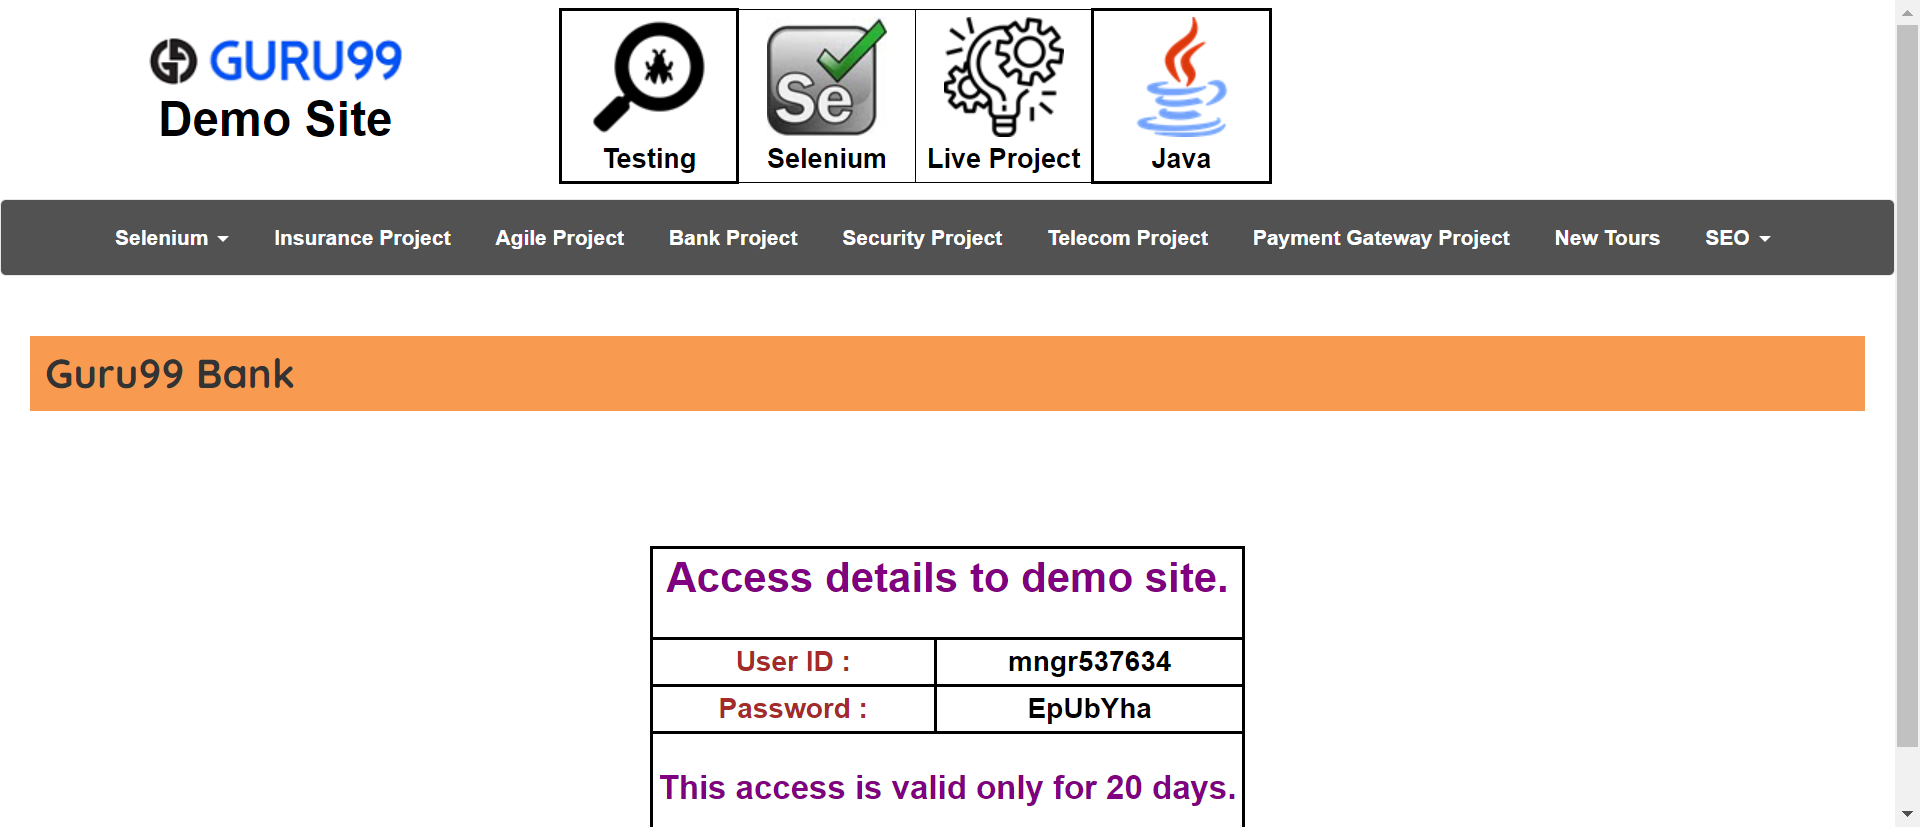 GURU99
Demo Site
Testing
Se
Selenium
Live Project
Java
Selenium Insurance Project Agile Project Bank Project Security Project Telecom Project Payment Gateway Project New Tours SEO
Guru99 Bank
Access details to demo site.
User ID : mngr537634
Password : EpUbYha
This access is valid only for 20 days.